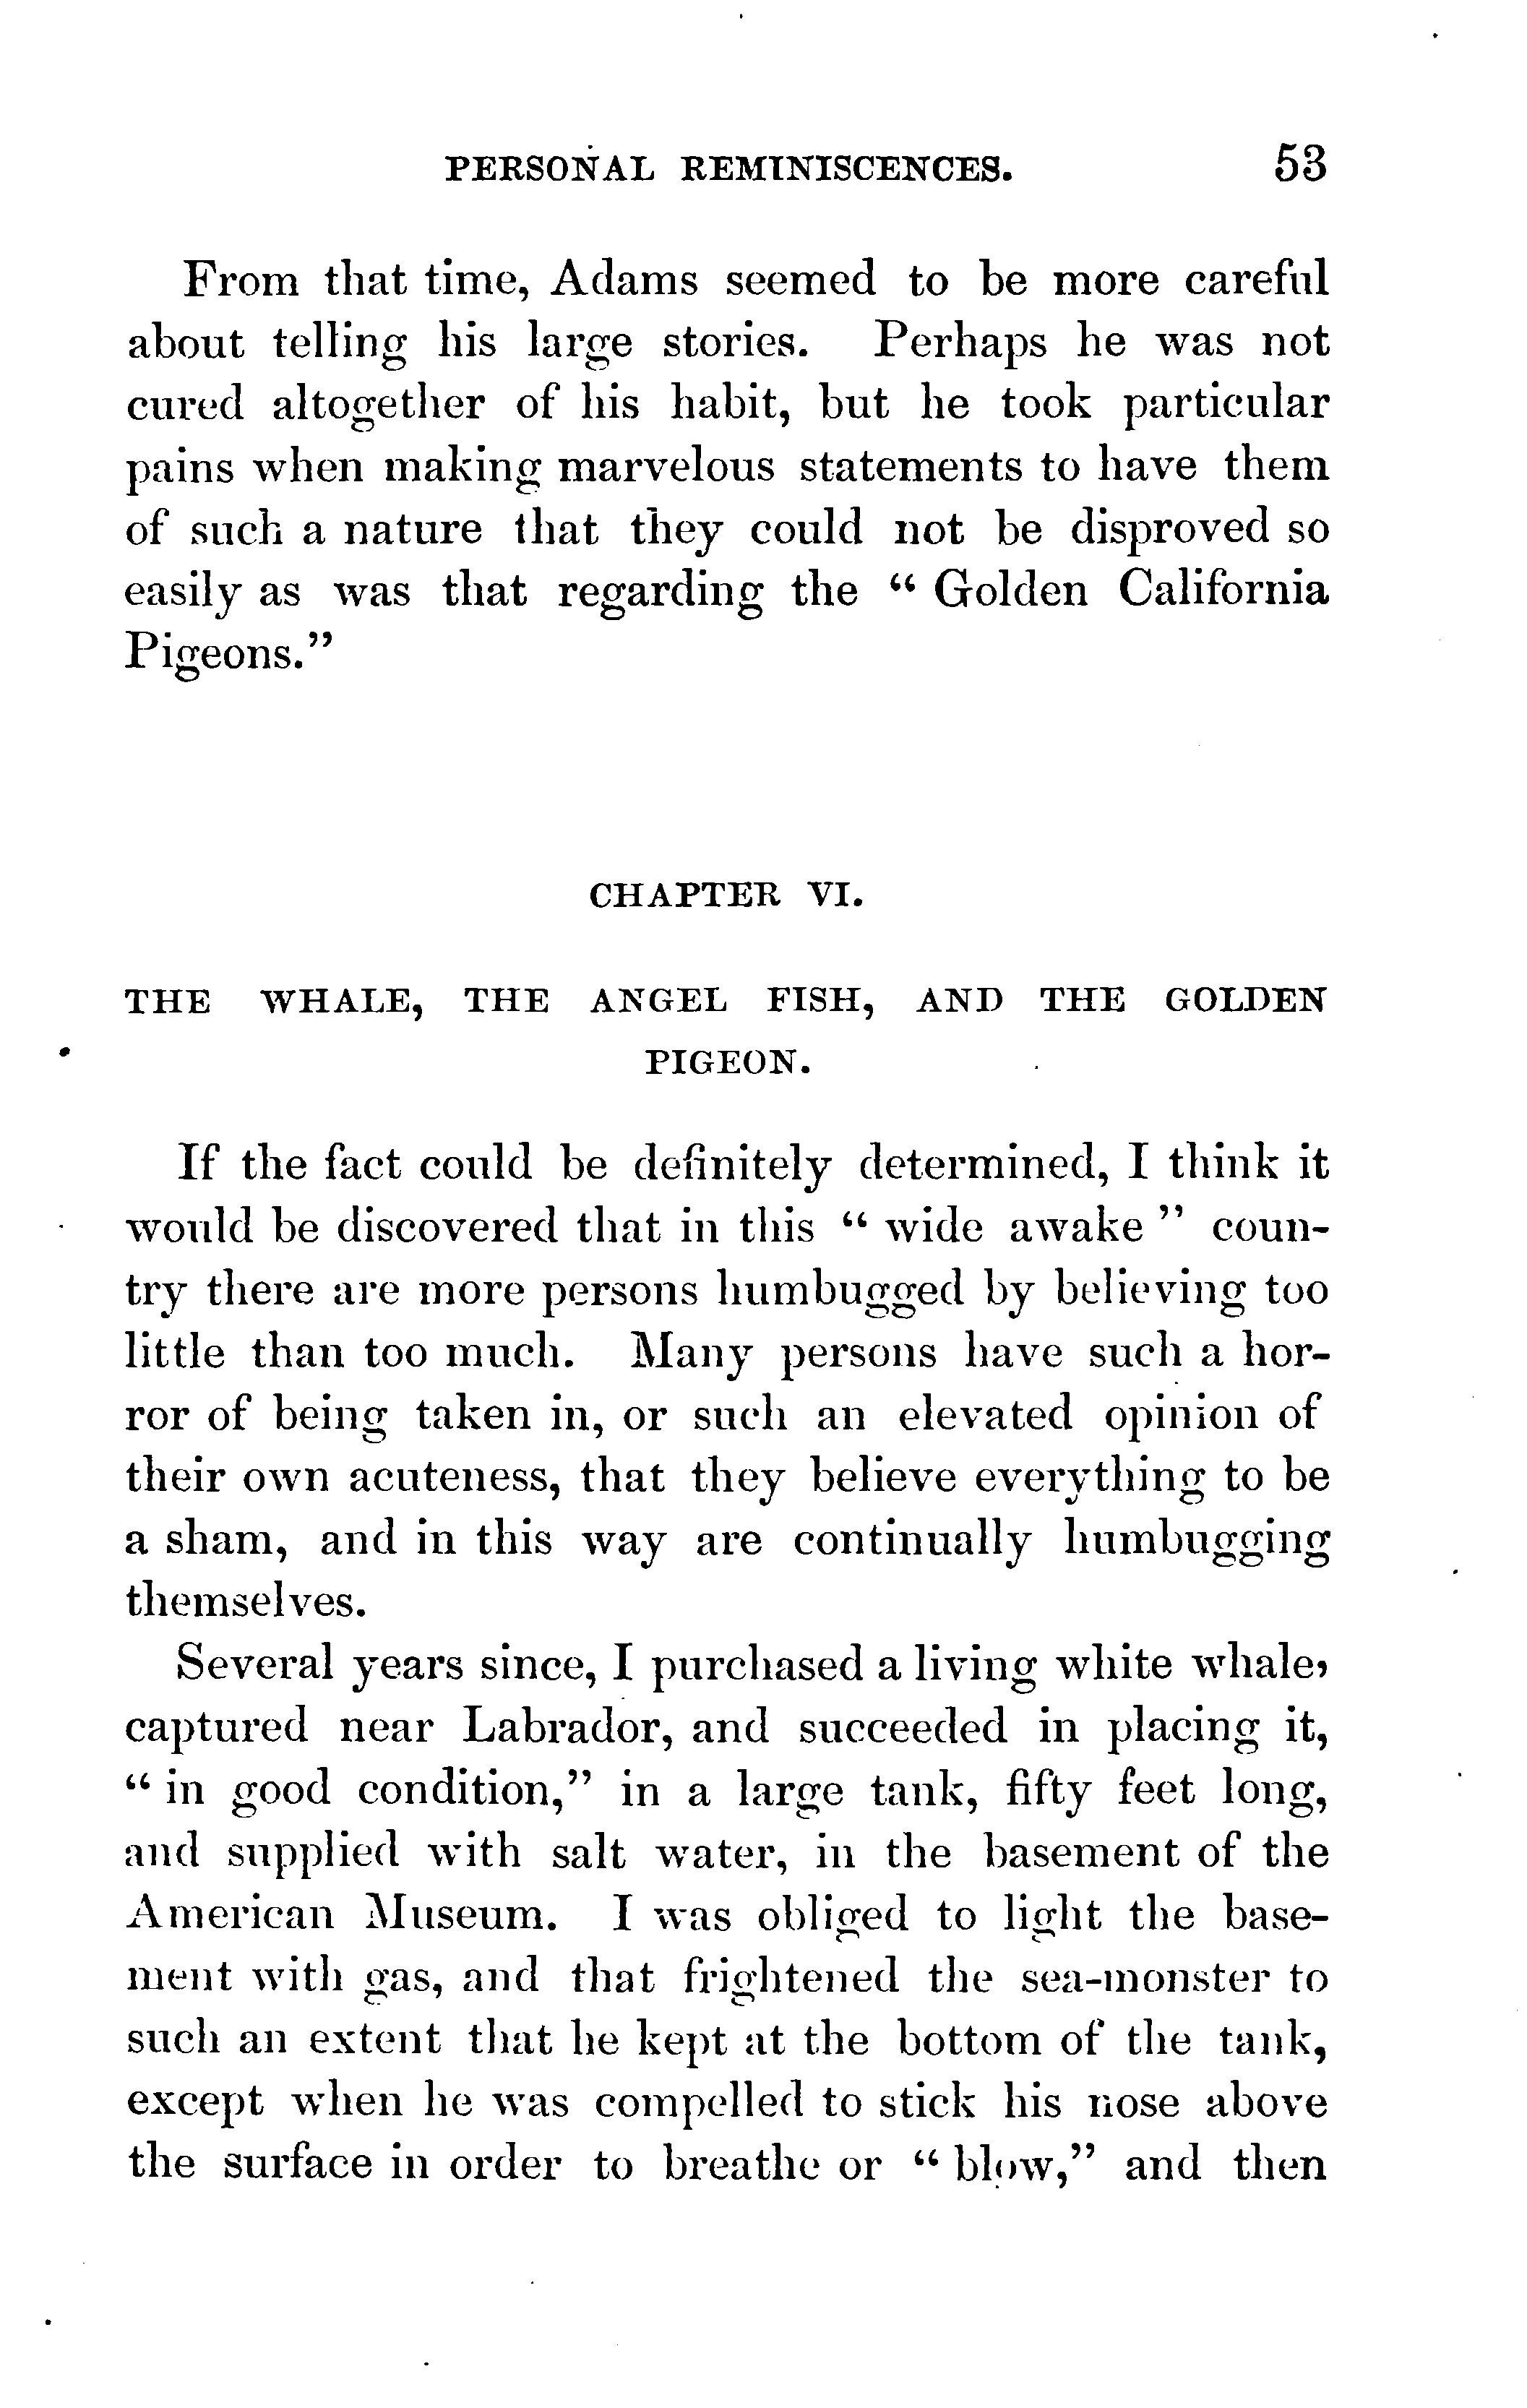 PERSONAL REMINISCENCES. 53
From that time, Adams seemed to be more careful
about telling his large stories. Perhaps he was not
cured altogether of his habit, but he took particular
pains when making marvelous statements to have them
of such a nature that they could not be disproved so
easily as was that regarding the “ Golden California
Pigeons.”
CHAPTER VI.
THE WHALE, THE ANGEL FISH, AND THE GOLDEN
PIGEON.
If the fact could be definitely determined, I think it
would be discovered that in this “ wide awake ” coun-
try there are more persons humbugged by believing too
little than too much. Many persons have such a hor-
ror of being taken in, or such an elevated opinion of
their own acuteness, that they believe everything to be
a sham, and in this way are continually humbugging
themselves.
Several years since, I purchased a living white whale,
captured near Labrador, and succeeded in placing it,
“ in good condition,” in a large tank, fifty feet long,
and supplied with salt water, in the basement of the
American Museum. I was obliged to light the base-
ment with gas, and that frightened the sea-monster to
such an extent that he kept at the bottom of the tank,
except when he was compelled to stick his nose above
the surface in order to breathe or “ blow,” and then